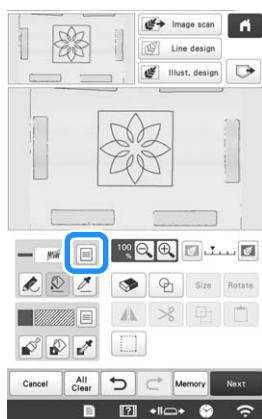 Image scan
Line design
Illust. design
100
%
Size
Rotate
Cancel
All
Clear
Memory
Next
?